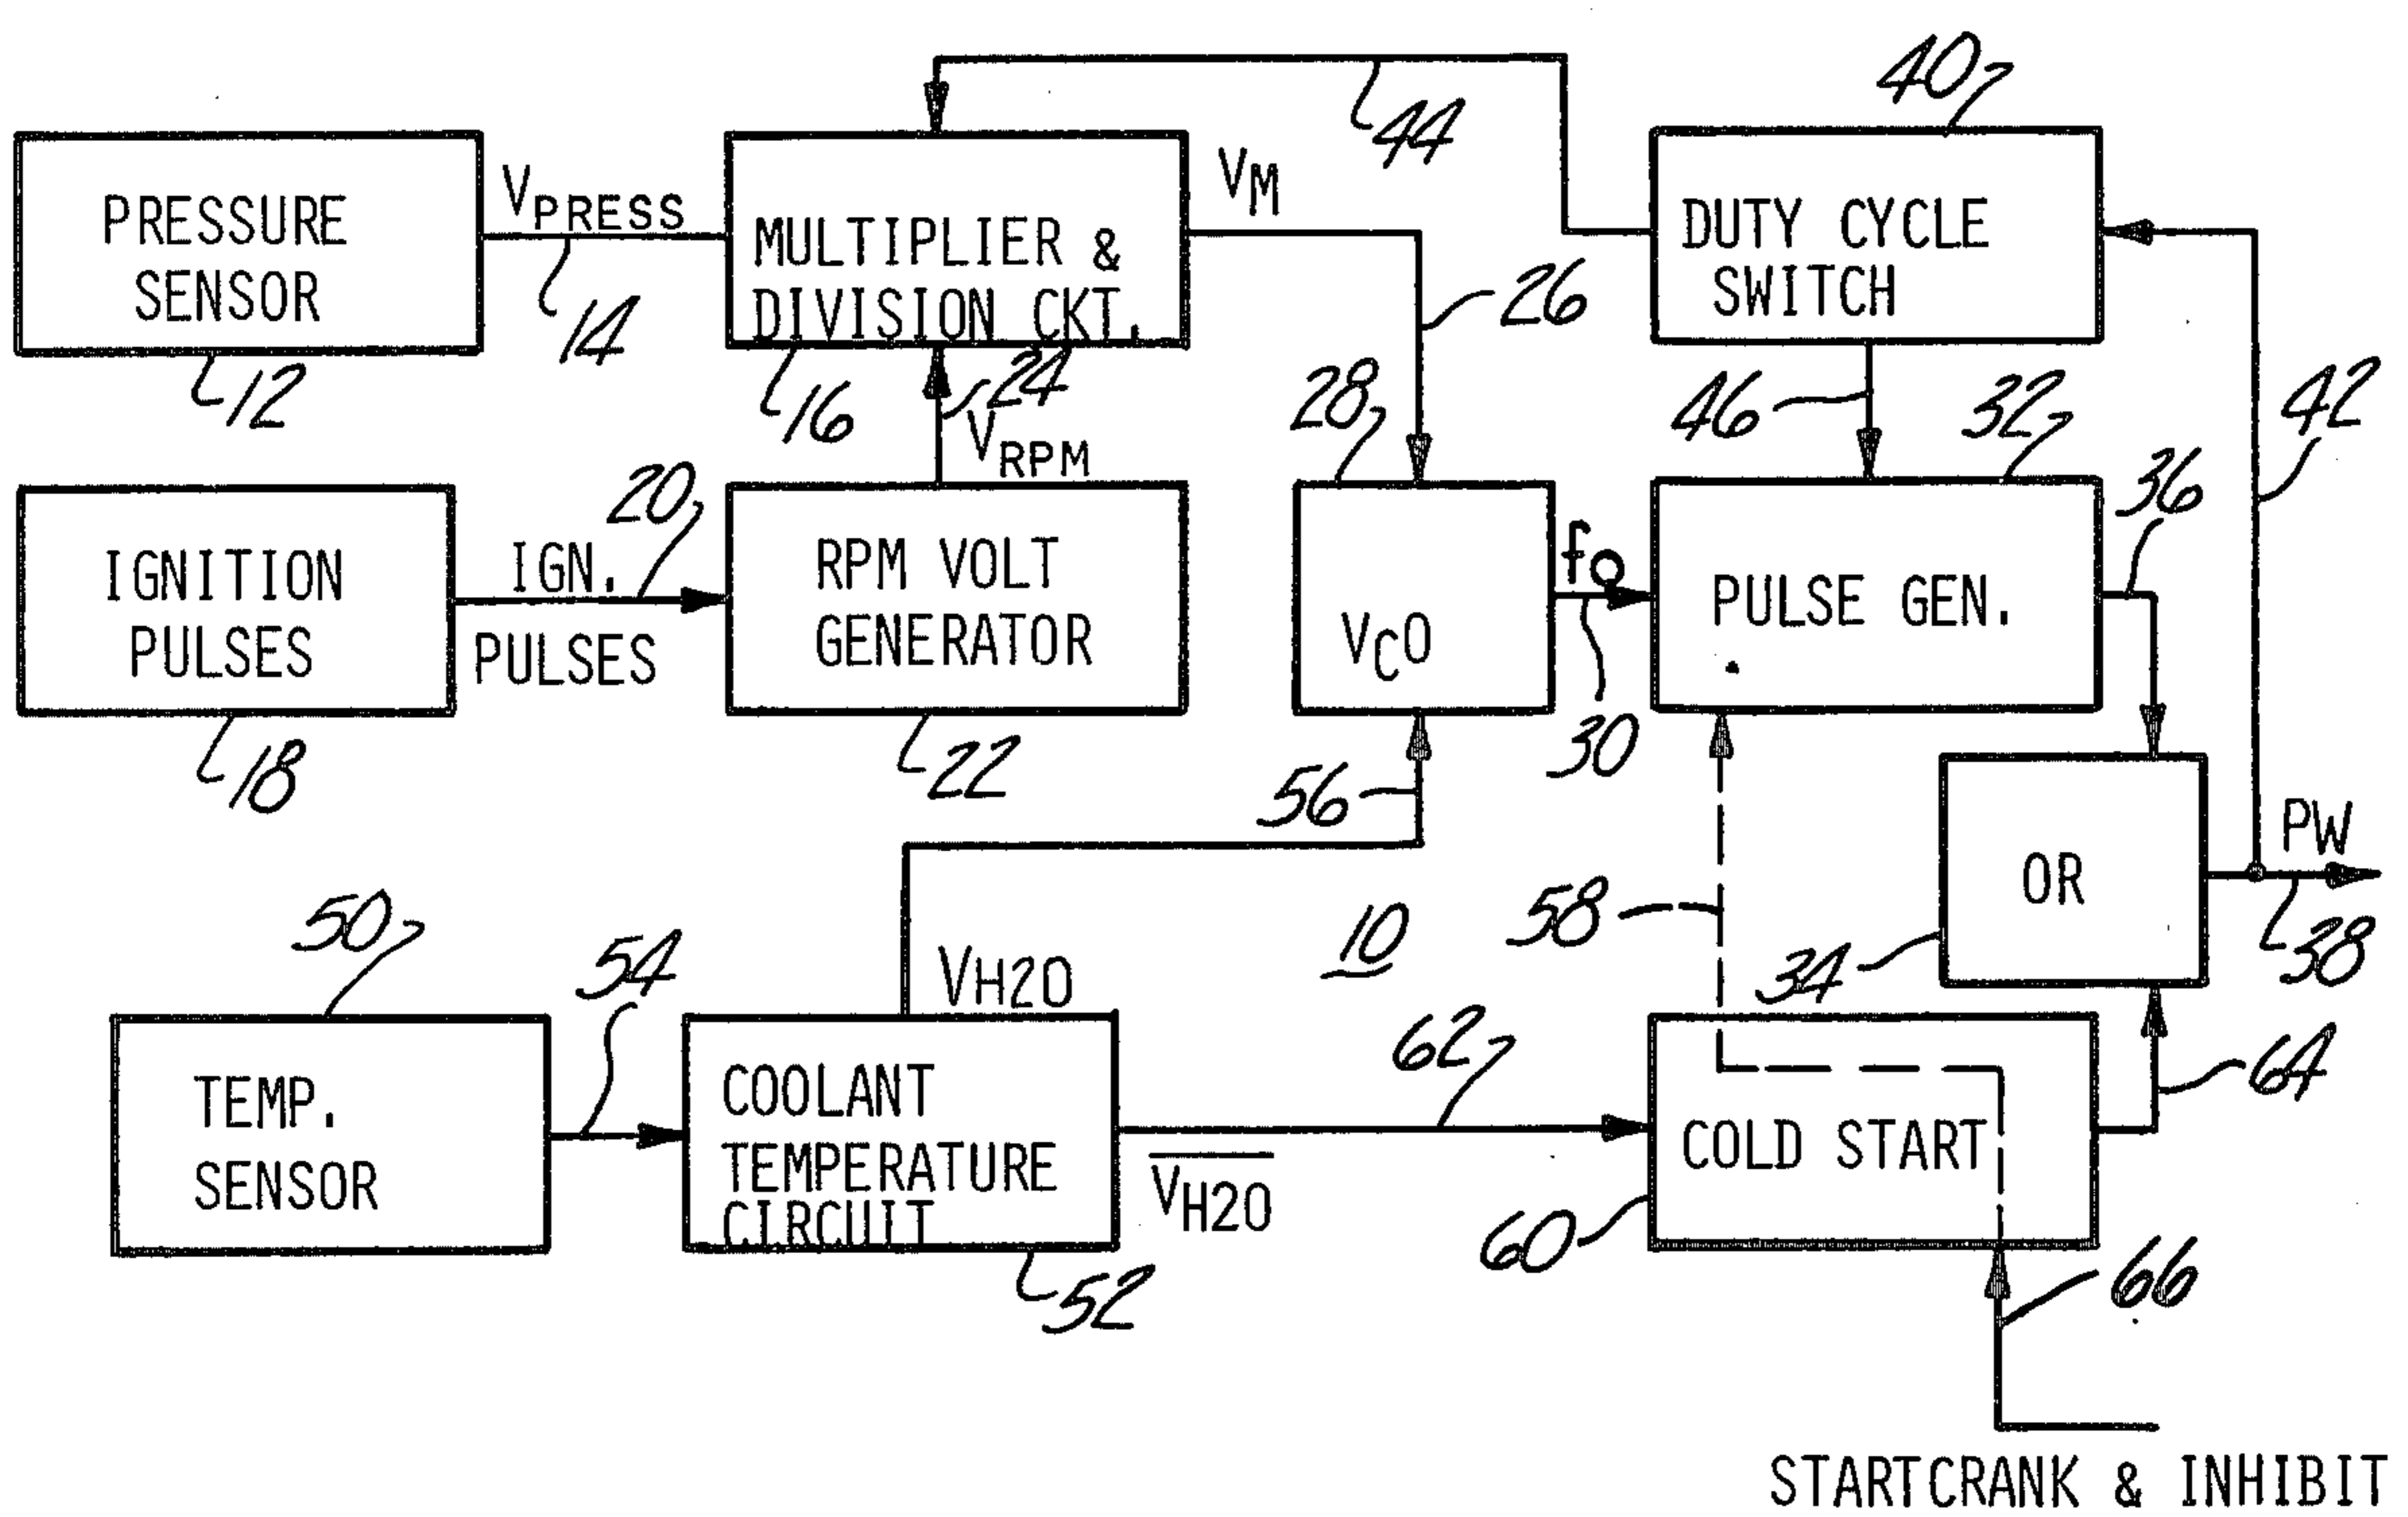 40
44
PRESSURE
SENSOR
VPRESS
14
12
MULTIPLIER &
DIVISION CKT.
16
24
VRPM
VM
26
28
DUTY CYCLE
SWITCH
46
32
42
36
IGNITION
PULSES
18
IGN.
PULSES
20
RPM VOLT
GENERATOR
22
VCO
fo
30
PULSE GEN.
56
58
10
OR
34
PW
38
50
54
TEMP.
SENSOR
VH2O
COOLANT
TEMPERATURE
CIRCUIT
52
62
V̅H̅2̅O̅
COLD START
60
64
66
STARTCRANK & INHIBIT